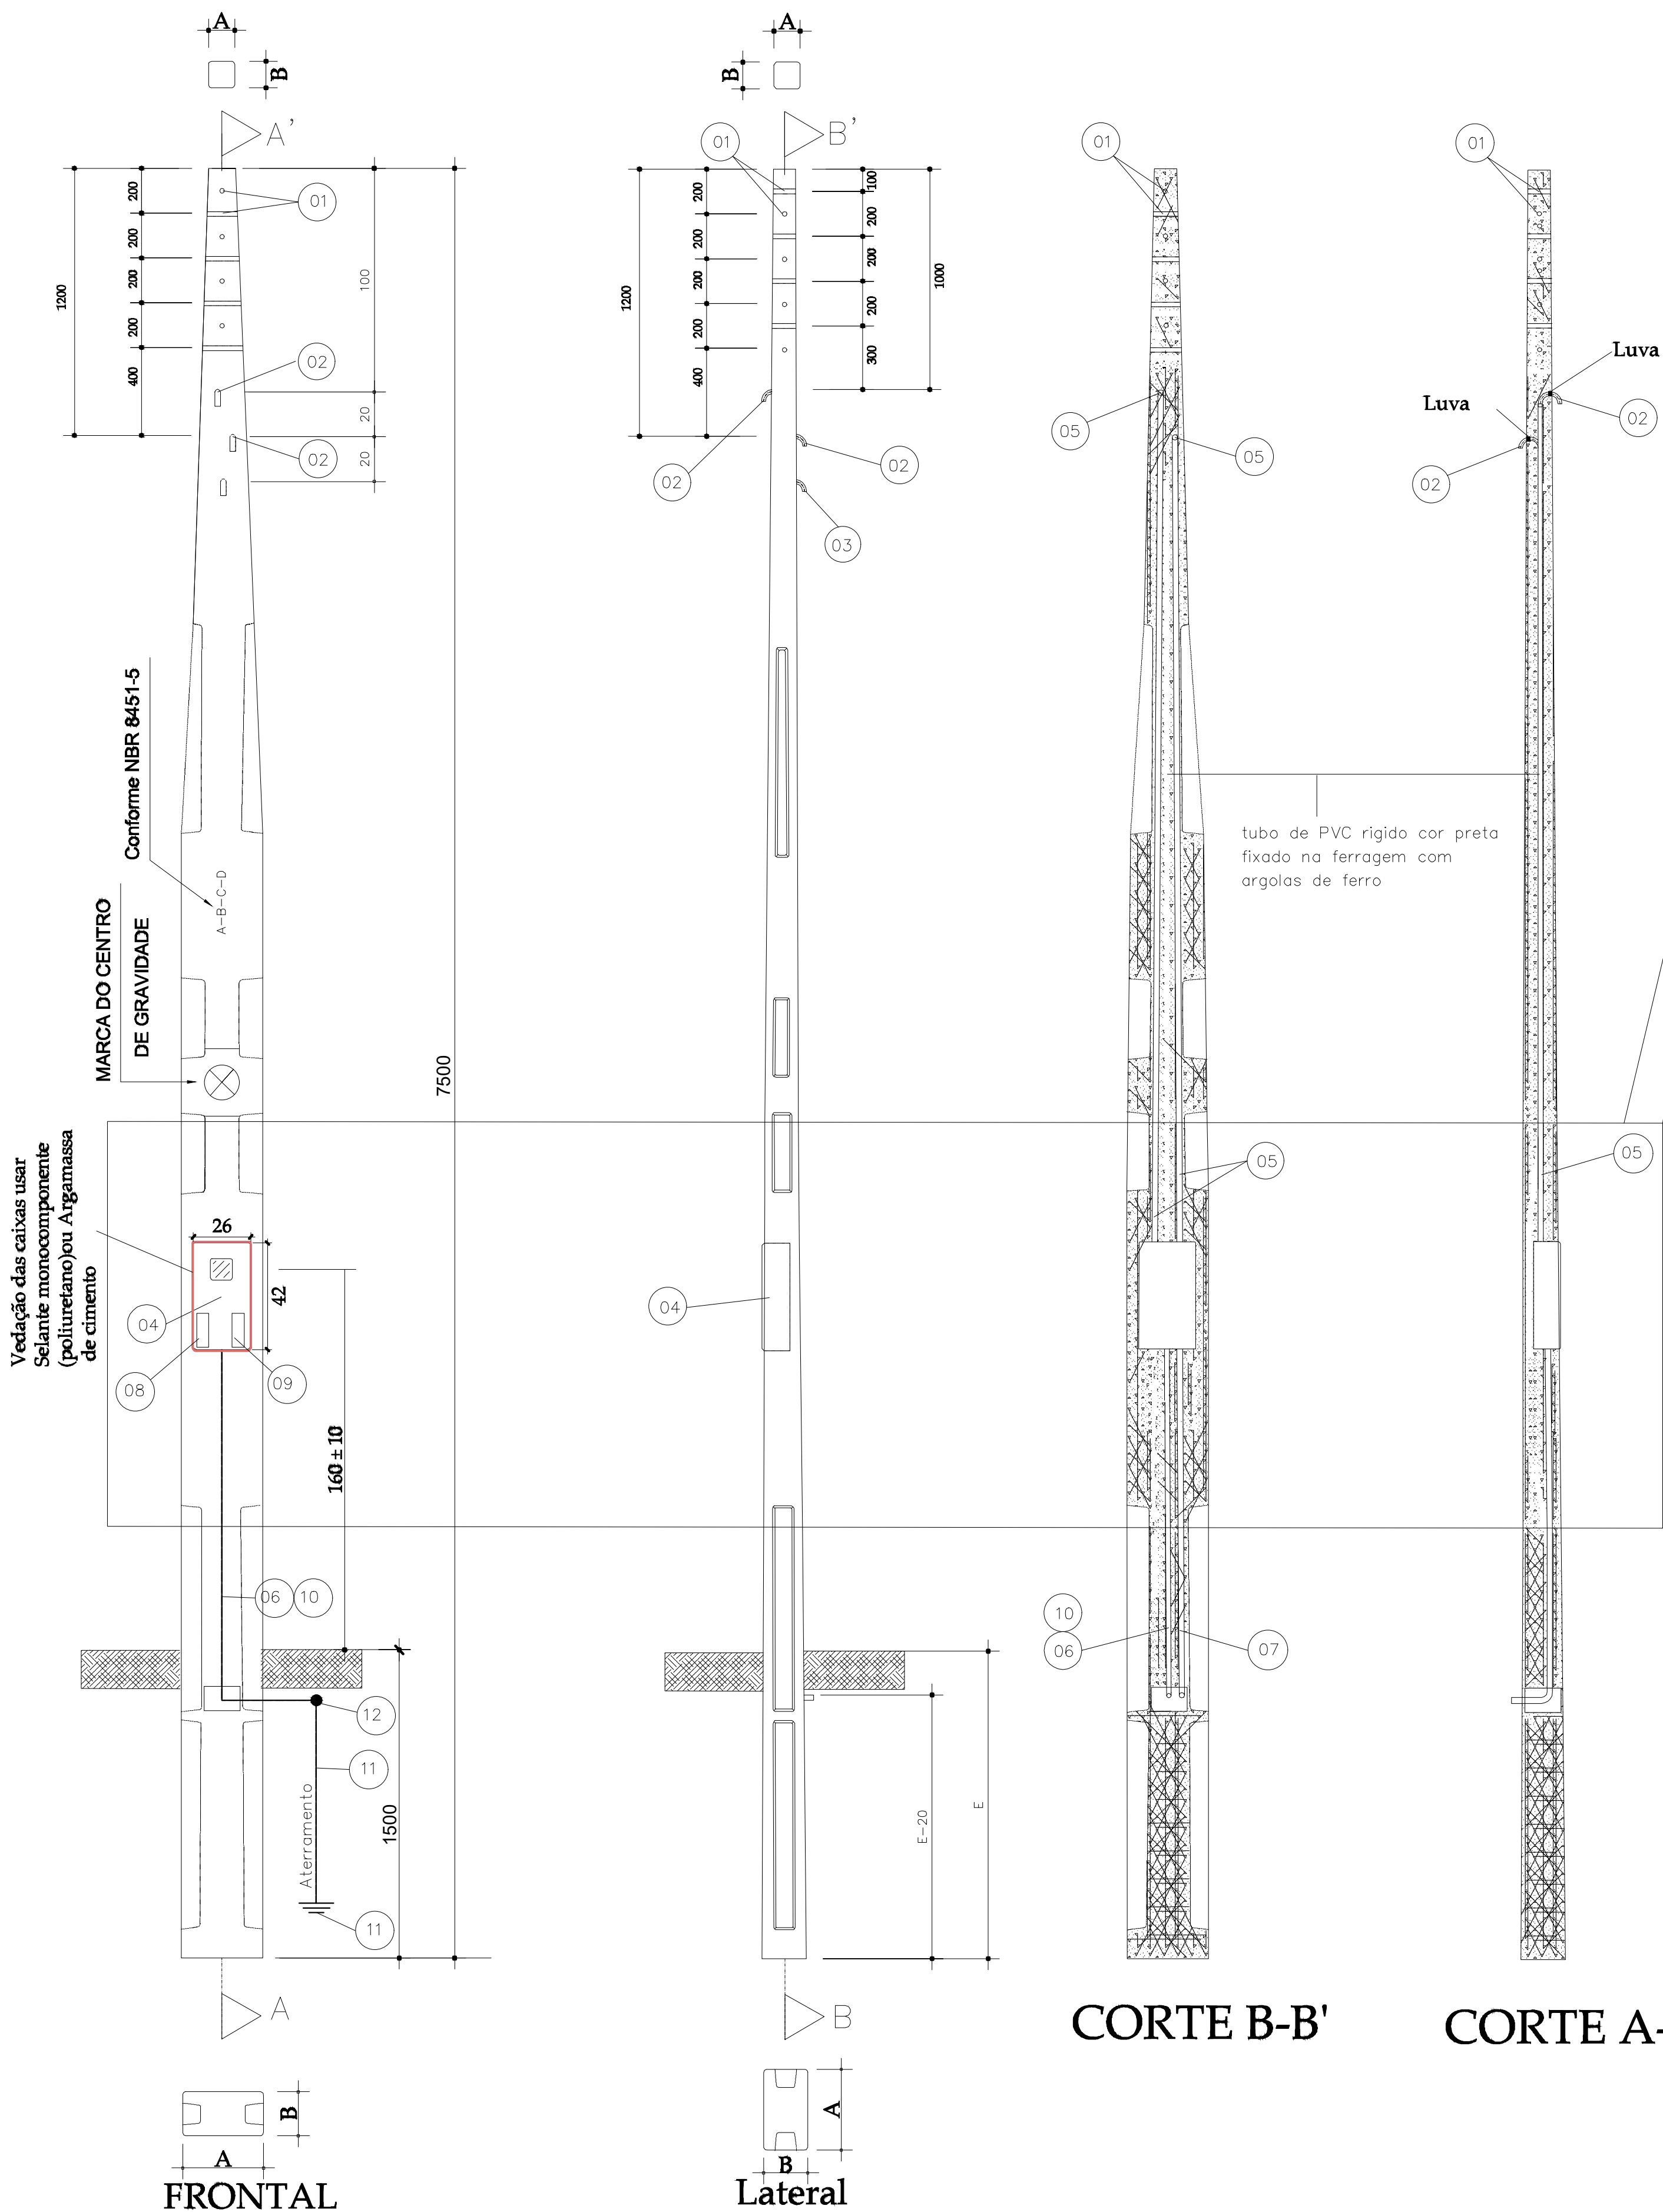 A
B
A'
200
200
200
200
400
1200
01
02
02
100
20
20
7500
Conforme NBR 8451-5
A-B-C-D
MARCA DO CENTRO
DE GRAVIDADE
Vedação das caixas usar
Selante monocomponente
(poliuretano)ou Argamassa
de cimento
26
42
04
08
09
160 ± 10
06
10
12
11
Aterramento
11
1500
A
B
A
FRONTAL
A
B
B'
01
200
200
200
200
400
1200
100
200
200
200
300
1000
02
02
03
04
E-20
E
B
A
B
Lateral
01
05
05
tubo de PVC rigido cor preta
fixado na ferragem com
argolas de ferro
05
10
06
07
CORTE B-B'
01
Luva
Luva
02
02
05
CORTE A-